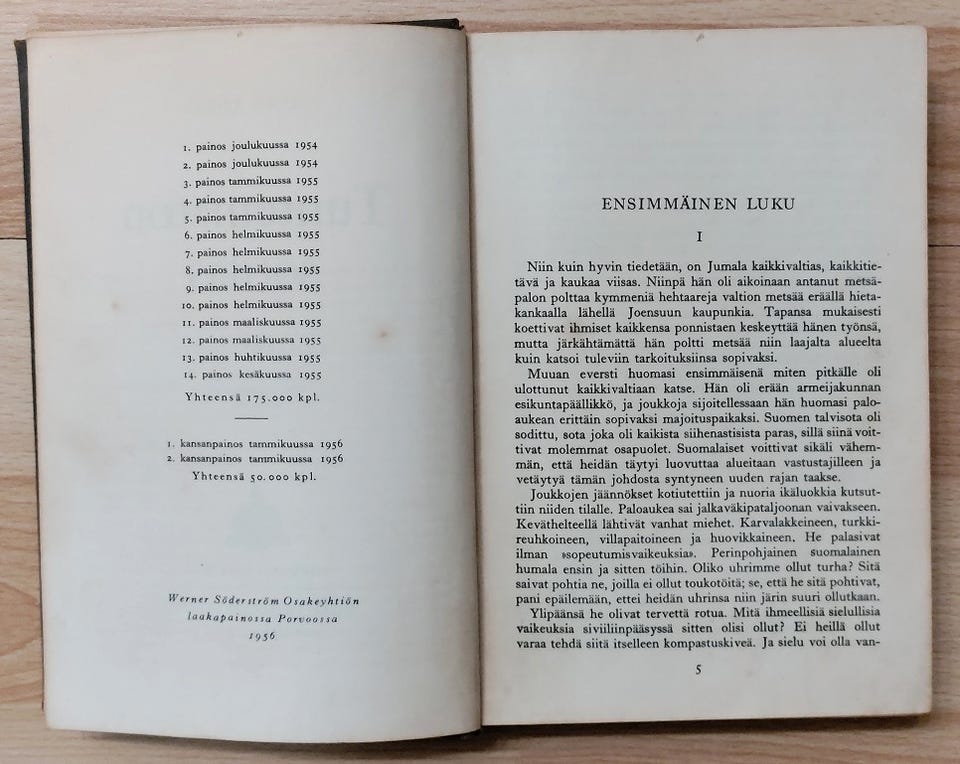 1. painos joulukuussa 1954
2. painos joulukuussa 1954
3. painos tammikuussa 1955
4. painos tammikuussa 1955
5. painos tammikuussa 1955
6. painos helmikuussa 1955
7. painos helmikuussa 1955
8. painos helmikuussa 1955
9. painos helmikuussa 1955
10. painos helmikuussa 1955
11. painos maaliskuussa 1955
12. painos maaliskuussa 1955
13. painos huhtikuussa 1955
14. painos kesäkuussa 1955
Yhteensä 175.000 kpl.
1. kansanpainos tammikuussa 1956
2. kansanpainos tammikuussa 1956
Yhteensä 50.000 kpl.
Werner Söderström Osakeyhtiön
laakapainossa Porvoossa
1956
ENSIMMÄINEN LUKU
I
Niin kuin hyvin tiedetään, on Jumala kaikkivaltias, kaikkitie-
tävä ja kaukaa viisas. Niinpä hän oli aikoinaan antanut metsä-
palon polttaa kymmeniä hehtaareja valtion metsää eräällä hieta-
kankaalla lähellä Joensuun kaupunkia. Tapansa mukaisesti
koettivat ihmiset kaikkensa ponnistaen keskeyttää hänen työnsä,
mutta järkähtämättä hän poltti metsää niin laajalta alueelta
kuin katsoi tuleviin tarkoituksiinsa sopivaksi.
Muuan eversti huomasi ensimmäisenä miten pitkälle oli
ulottunut kaikkivaltiaan katse. Hän oli erään armeijakunnan
esikuntapäällikkö, ja joukkoja sijoitellessaan hän huomasi palo-
aukean erittäin sopivaksi majoituspaikaksi. Suomen talvisota oli
sodittu, sota joka oli kaikista siihenastisista paras, sillä siinä voit-
tivat molemmat osapuolet. Suomalaiset voittivat sikäli vähem-
män, että heidän täytyi luovuttaa alueitaan vastustajilleen ja
vetäytyä tämän johdosta syntyneen uuden rajan taakse.
Joukkojen jäännökset kotiutettiin ja nuoria ikäluokkia kutsut-
tiin niiden tilalle. Paloaukea sai jalkaväkipataljoonan vaivakseen.
Keväthelteellä lähtivät vanhat miehet. Karvalakkeineen, turkki-
reuhkoineen, villapaitoineen ja huovikkaineen. He palasivat
ilman »sopeutumisvaikeuksia». Perinpohjainen suomalainen
humala ensin ja sitten töihin. Oliko uhrimme ollut turha? Sitä
saivat pohtia ne, joilla ei ollut toukotöitä; se, että he sitä pohtivat,
pani epäilemään, ettei heidän uhrinsa niin järin suuri ollutkaan.
Ylipäänsä he olivat tervettä rotua. Mitä ihmeellisiä sielullisia
vaikeuksia siviiliinpääsyssä sitten olisi ollut? Ei heillä ollut
varaa tehdä siitä itselleen kompastuskiveä. Ja sielu voi olla van-
5